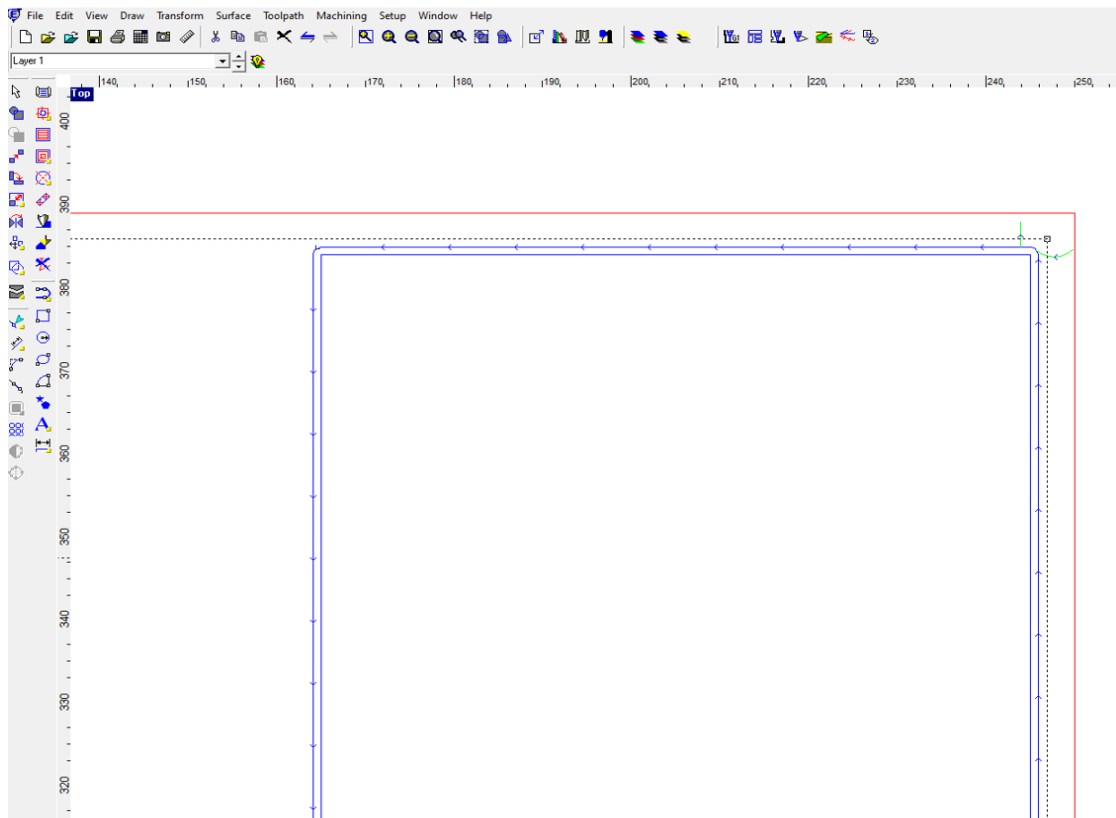 File Edit View Draw Transform Surface Toolpath Machining Setup Window Help
Layer 1
140 150 160 170 180 190 200 210 220 230 240 250
Top
400
390
380
370
360
350
340
330
320